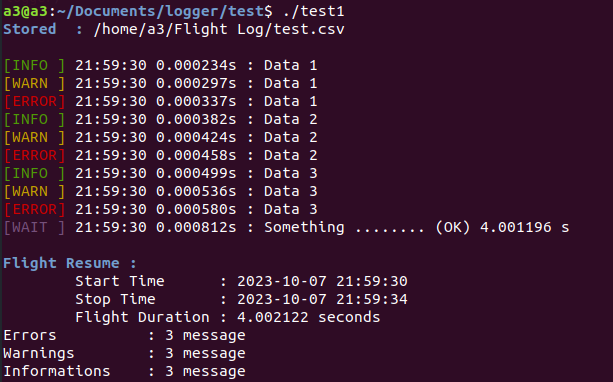 a3@a3:~/Documents/logger/test$ ./test1
Stored  : /home/a3/Flight Log/test.csv
[INFO ] 21:59:30 0.000234s : Data 1
[WARN ] 21:59:30 0.000297s : Data 1
[ERROR] 21:59:30 0.000337s : Data 1
[INFO ] 21:59:30 0.000382s : Data 2
[WARN ] 21:59:30 0.000424s : Data 2
[ERROR] 21:59:30 0.000458s : Data 2
[INFO ] 21:59:30 0.000499s : Data 3
[WARN ] 21:59:30 0.000536s : Data 3
[ERROR] 21:59:30 0.000580s : Data 3
[WAIT ] 21:59:30 0.000812s : Something ........ (OK) 4.001196 s
Flight Resume :
Start Time      : 2023-10-07 21:59:30
Stop Time       : 2023-10-07 21:59:34
Flight Duration : 4.002122 seconds
Errors          : 3 message
Warnings        : 3 message
Informations    : 3 message